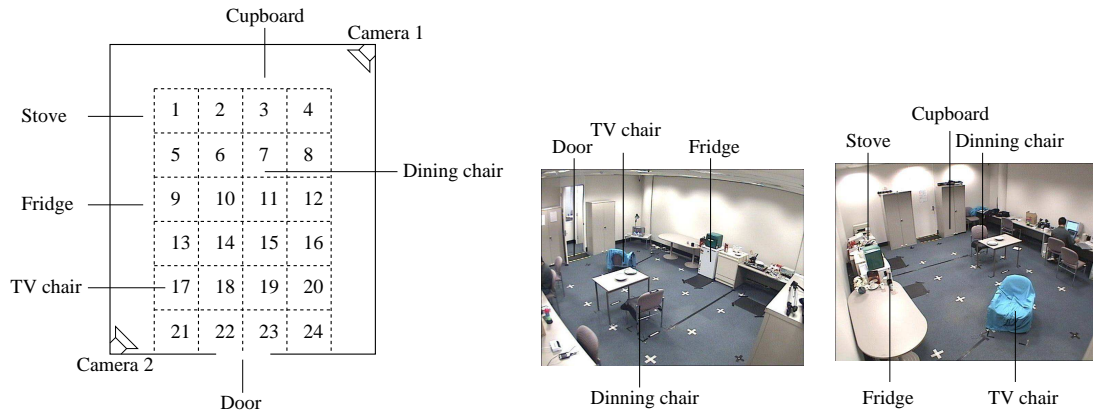 Cupboard
Camera 1
Stove
1 2 3 4
5 6 7 8
Dining chair
Fridge
9 10 11 12
13 14 15 16
TV chair
17 18 19 20
21 22 23 24
Camera 2
Door
TV chair
Door Fridge
Dinning chair
Cupboard
Stove Dinning chair
Fridge TV chair